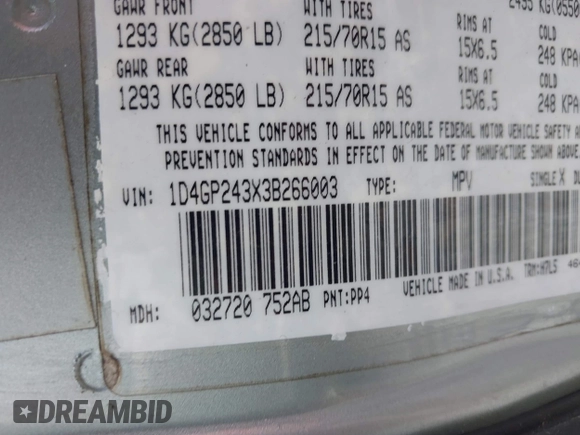 GAWR FRONT WITH TIRES RIMS AT COLD
1293 KG(2850 LB) 215/70R15 AS 15X6.5 248 KPA
GAWR REAR WITH TIRES RIMS AT COLD
1293 KG(2850 LB) 215/70R15 AS 15X6.5 248 KPA
THIS VEHICLE CONFORMS TO ALL APPLICABLE FEDERAL MOTOR VEHICLE SAFETY
PREVENTION STANDARDS IN EFFECT ON THE DATE OF MANUFACTURE SHOWN
VIN: 1D4GP243X3B266003 TYPE: MPV SINGLE X
VEHICLE MADE IN U.S.A. TRM:H7L5
MDH: 032720 752AB PNT:PP4
DREAMBID